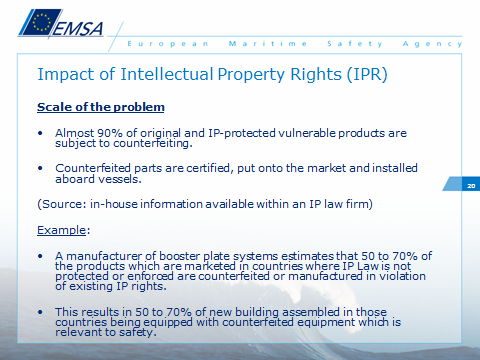 EMSA
European Maritime Safety Agency
Impact of Intellectual Property Rights (IPR)
Scale of the problem
• Almost 90% of original and IP-protected vulnerable products are
subject to counterfeiting.
• Counterfeited parts are certified, put onto the market and installed
aboard vessels.
20
(Source: in-house information available within an IP law firm)
Example:
• A manufacturer of booster plate systems estimates that 50 to 70% of
the products which are marketed in countries where IP Law is not
protected or enforced are counterfeited or manufactured in violation
of existing IP rights.
• This results in 50 to 70% of new building assembled in those
countries being equipped with counterfeited equipment which is
relevant to safety.